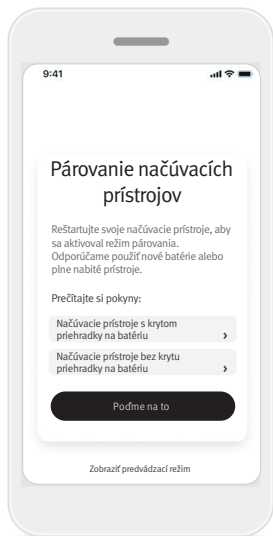 9:41
Párovanie načúvacích
prístrojov
Reštartujte svoje načúvacie prístroje, aby
sa aktivoval režim párovania.
Odporúčame použiť nové batérie alebo
plne nabité prístroje.
Prečítajte si pokyny:
Načúvacie prístroje s krytom
priehradky na batériu
Načúvacie prístroje bez krytu
priehradky na batériu
Poďme na to
Zobraziť predvádzací režim